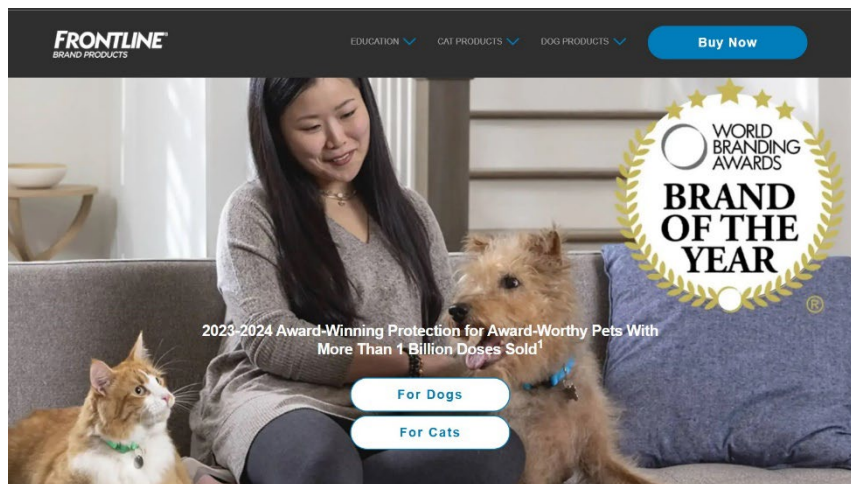 FRONTLINE®
BRAND PRODUCTS
EDUCATION
CAT PRODUCTS
DOG PRODUCTS
Buy Now
WORLD
BRANDING
AWARDS
BRAND
OF THE
YEAR
®
2023-2024 Award-Winning Protection for Award-Worthy Pets With
More Than 1 Billion Doses Sold¹
For Dogs
For Cats